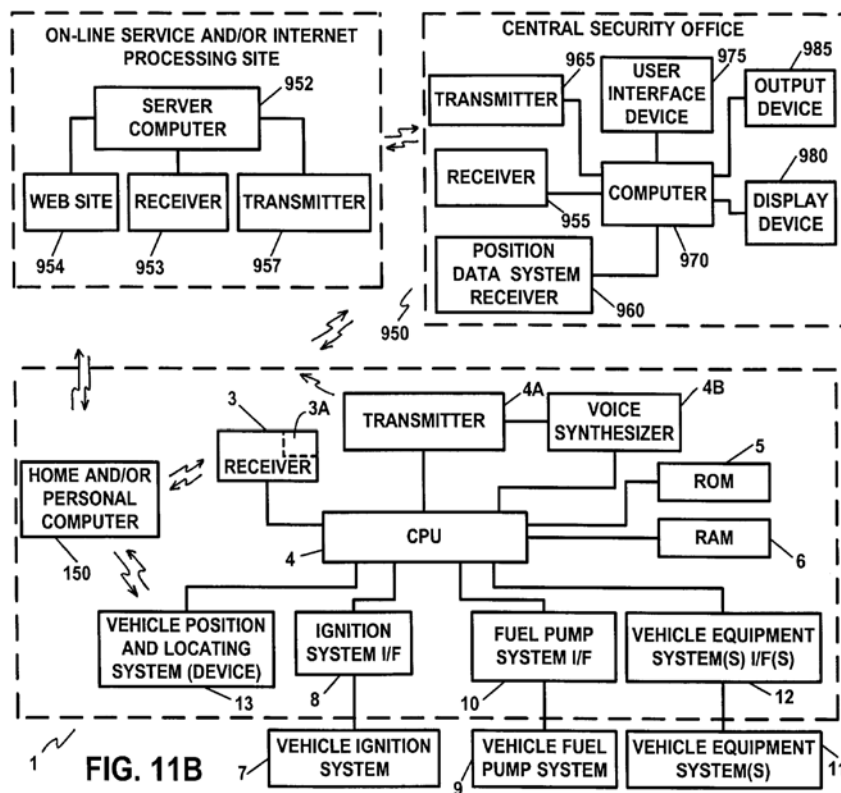 ON-LINE SERVICE AND/OR INTERNET
PROCESSING SITE
952
SERVER
COMPUTER
WEB SITE
RECEIVER
TRANSMITTER
954
953
957
CENTRAL SECURITY OFFICE
965
975
985
TRANSMITTER
USER
INTERFACE
DEVICE
OUTPUT
DEVICE
980
RECEIVER
COMPUTER
DISPLAY
DEVICE
955
970
POSITION
DATA SYSTEM
RECEIVER
960
950
3
3A
4A
4B
TRANSMITTER
VOICE
SYNTHESIZER
RECEIVER
5
ROM
HOME AND/OR
PERSONAL
COMPUTER
150
CPU
4
RAM
6
VEHICLE POSITION
AND LOCATING
SYSTEM (DEVICE)
13
IGNITION
SYSTEM I/F
8
FUEL PUMP
SYSTEM I/F
10
VEHICLE EQUIPMENT
SYSTEM(S) I/F(S)
12
1
FIG. 11B
VEHICLE IGNITION
SYSTEM
7
VEHICLE FUEL
PUMP SYSTEM
9
VEHICLE EQUIPMENT
SYSTEM(S)
11